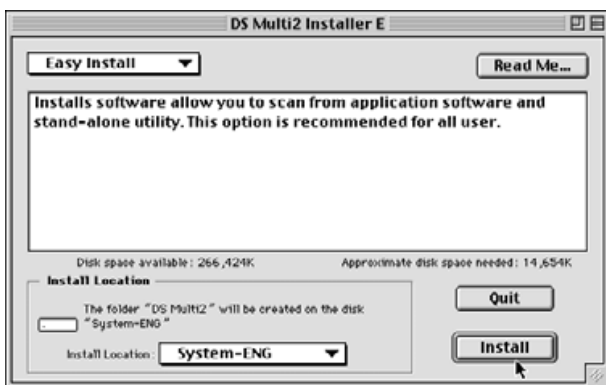 DS Multi2 Installer E
Easy Install
Read Me...
Installs software allow you to scan from application software and
stand-alone utility. This option is recommended for all user.
Disk space available: 266,424K
Approximate disk space needed: 14,654K
Install Location
The folder "DS Multi2" will be created on the disk
"System-ENG"
Install Location: System-ENG
Quit
Install